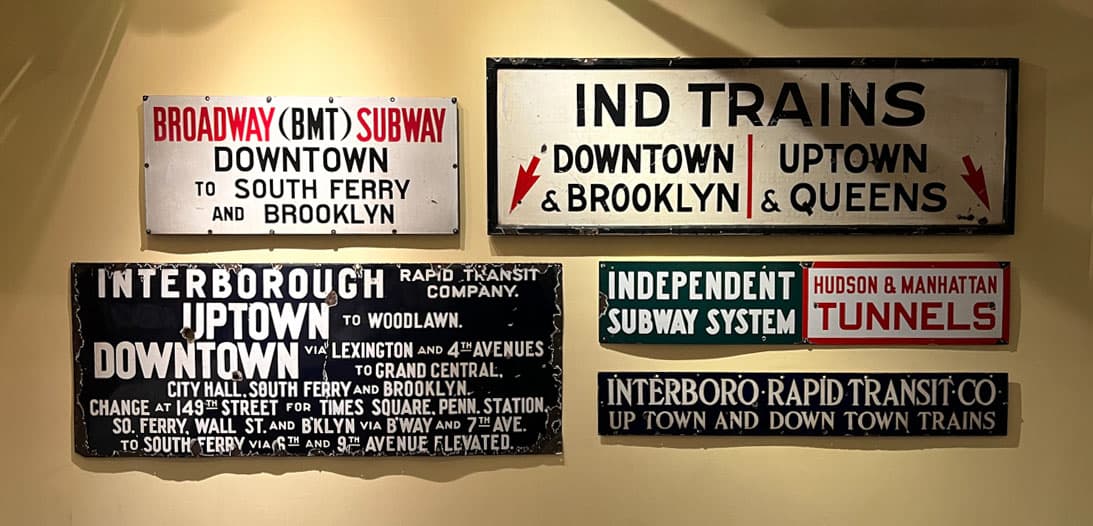 BROADWAY (BMT) SUBWAY
DOWNTOWN
TO SOUTH FERRY
AND BROOKLYN
IND TRAINS
DOWNTOWN
& BROOKLYN
UPTOWN
& QUEENS
INTERBOROUGH RAPID TRANSIT
COMPANY.
UPTOWN TO WOODLAWN.
DOWNTOWN VIA LEXINGTON AND 4TH AVENUES
TO GRAND CENTRAL,
CITY HALL, SOUTH FERRY AND BROOKLYN.
CHANGE AT 149TH STREET FOR TIMES SQUARE, PENN. STATION,
SO. FERRY, WALL ST. AND B'KLYN VIA B'WAY AND 7TH AVE.
TO SOUTH FERRY VIA 6TH AND 9TH AVENUE ELEVATED.
INDEPENDENT
SUBWAY SYSTEM
HUDSON & MANHATTAN
TUNNELS
INTERBORO·RAPID TRANSIT·CO
UP TOWN AND DOWN TOWN TRAINS